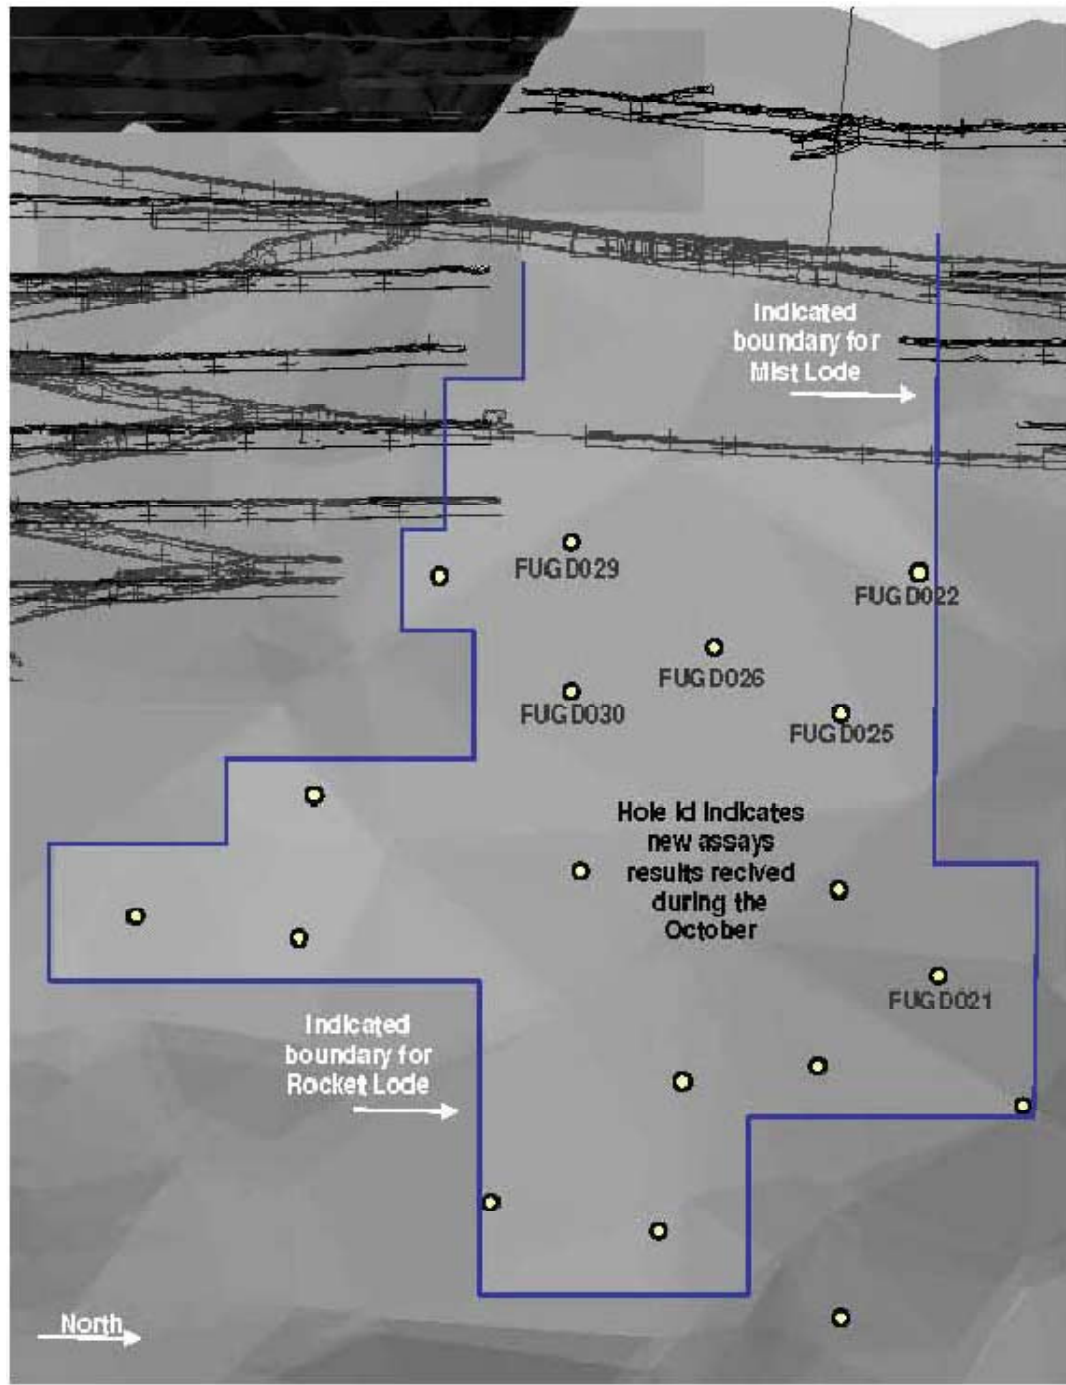 Indicated
boundary for
Mist Lode
FUGD029
FUGD022
FUGD026
FUGD030
FUGD025
Hole id indicates
new assays
results recived
during the
October
FUGD021
Indicated
boundary for
Rocket Lode
North